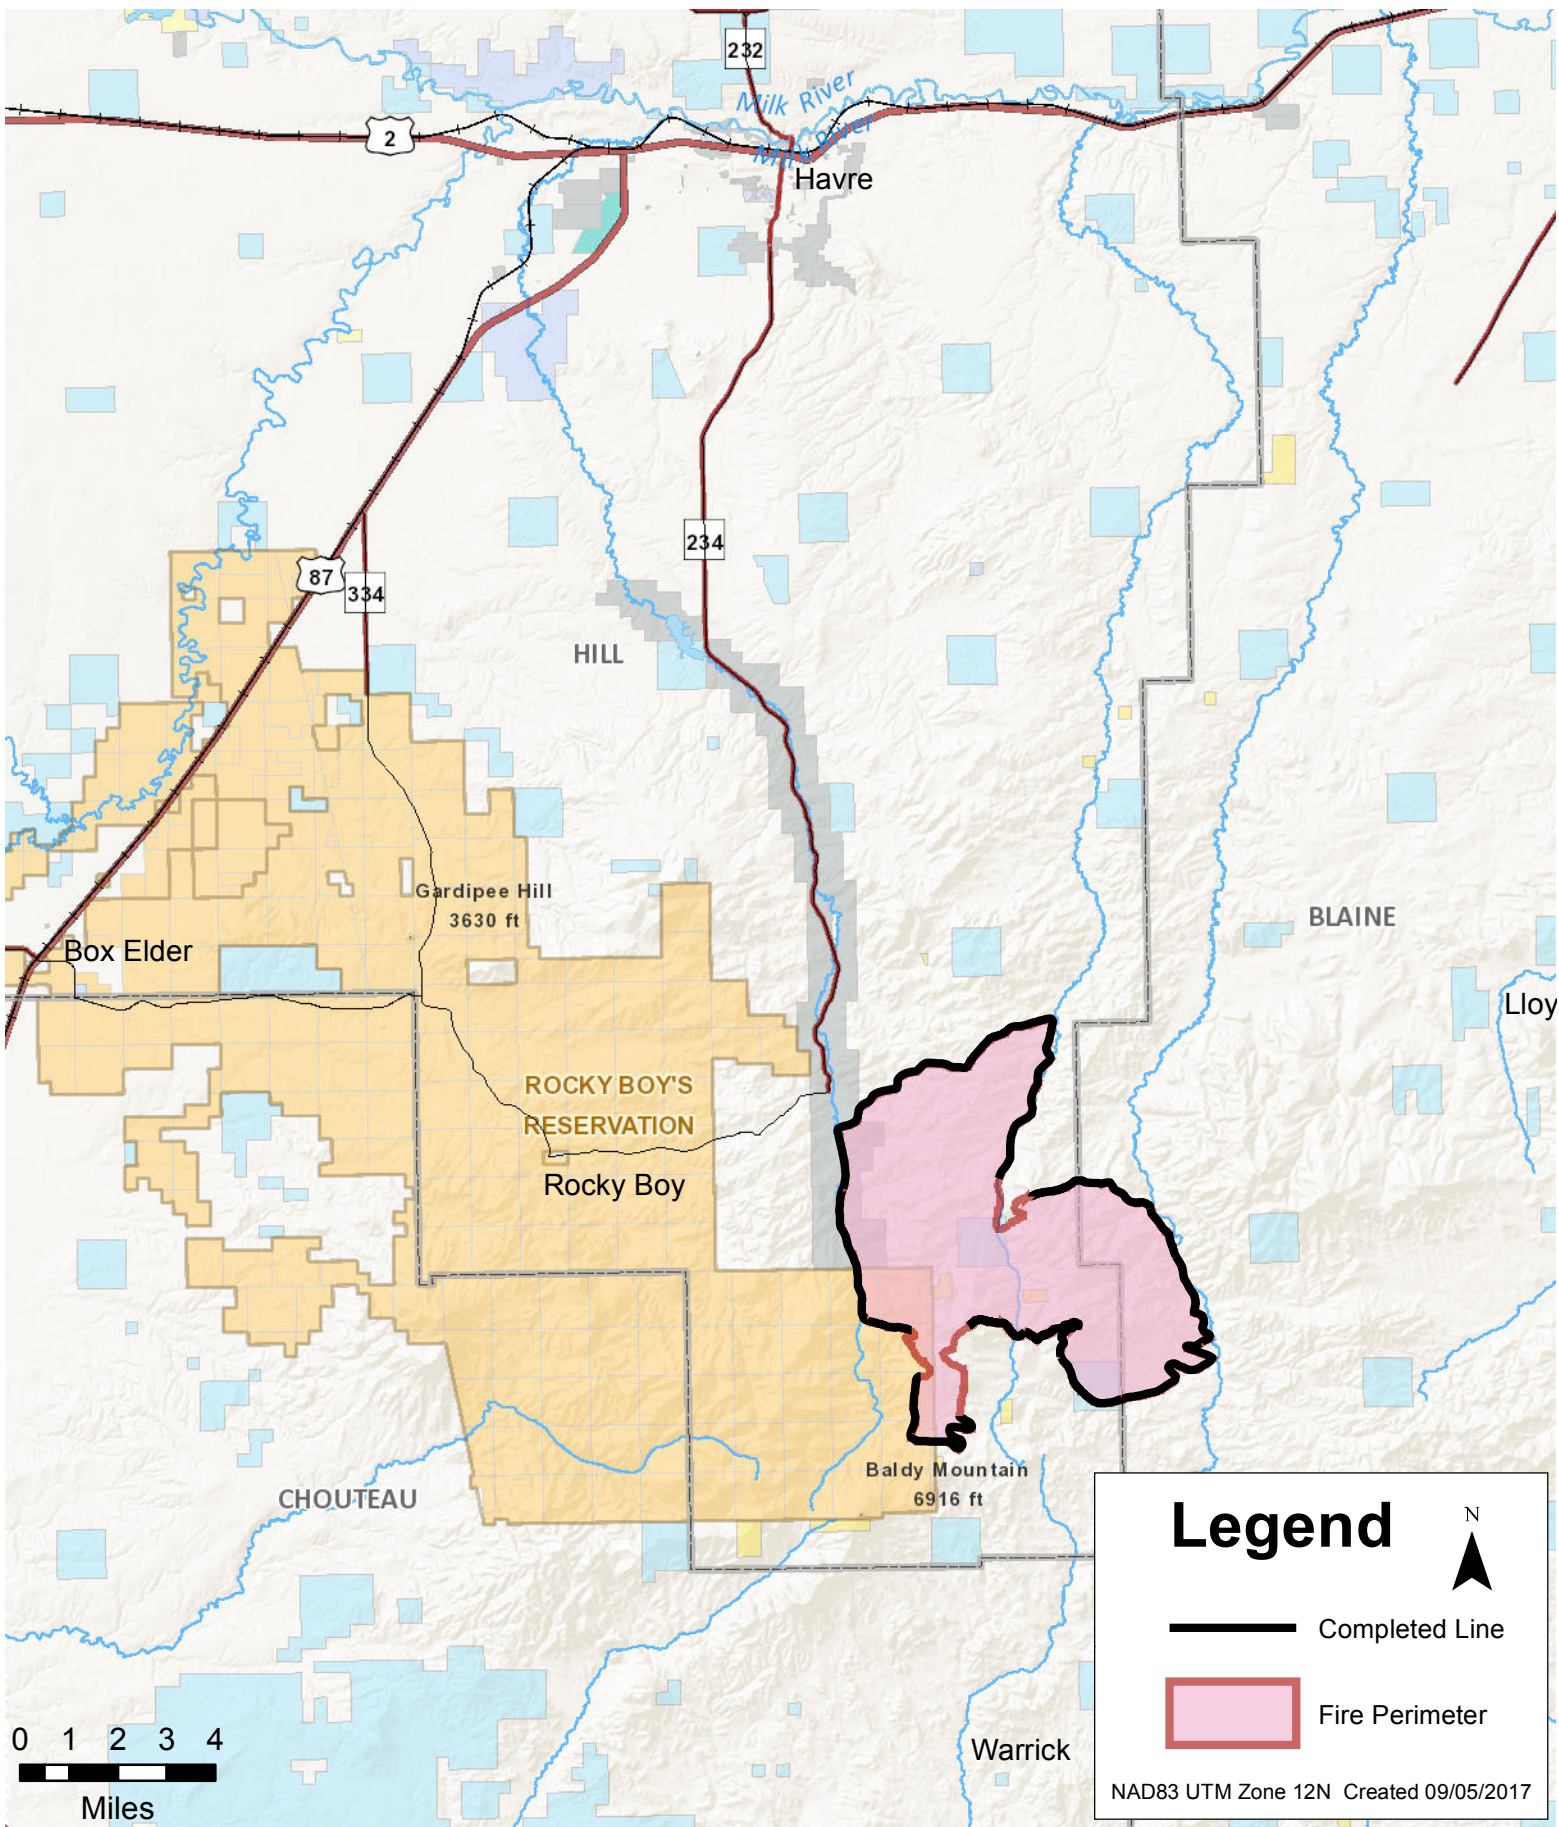 232
Milk River
2
Milk River
Havre
234
87
334
HILL
Gardipee Hill
3630 ft
BLAINE
Box Elder
Lloy
ROCKY BOY'S
RESERVATION
Rocky Boy
Baldy Mountain
6916 ft
CHOUTEAU
Legend
N
Completed Line
Fire Perimeter
0 1 2 3 4
Miles
Warrick
NAD83 UTM Zone 12N Created 09/05/2017